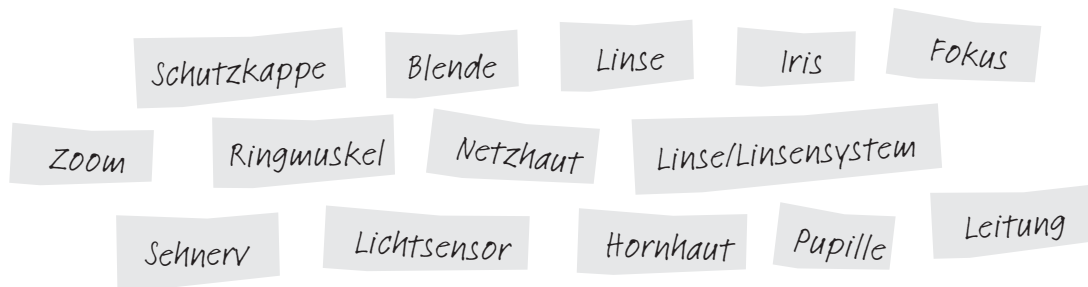 Schutzkappe Blende Linse Iris Fokus
Zoom Ringmuskel Netzhaut Linse/Linsensystem
Sehnerv Lichtsensor Hornhaut Pupille Leitung